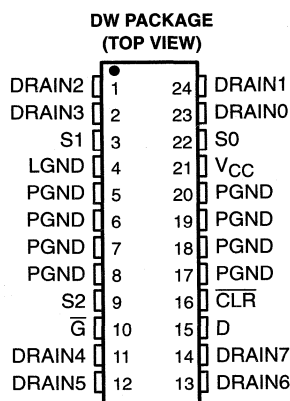 DW PACKAGE
(TOP VIEW)
DRAIN2 1 24 DRAIN1
DRAIN3 2 23 DRAIN0
S1 3 22 S0
LGND 4 21 VCC
PGND 5 20 PGND
PGND 6 19 PGND
PGND 7 18 PGND
PGND 8 17 PGND
S2 9 16 C̅L̅R̅
G̅ 10 15 D
DRAIN4 11 14 DRAIN7
DRAIN5 12 13 DRAIN6